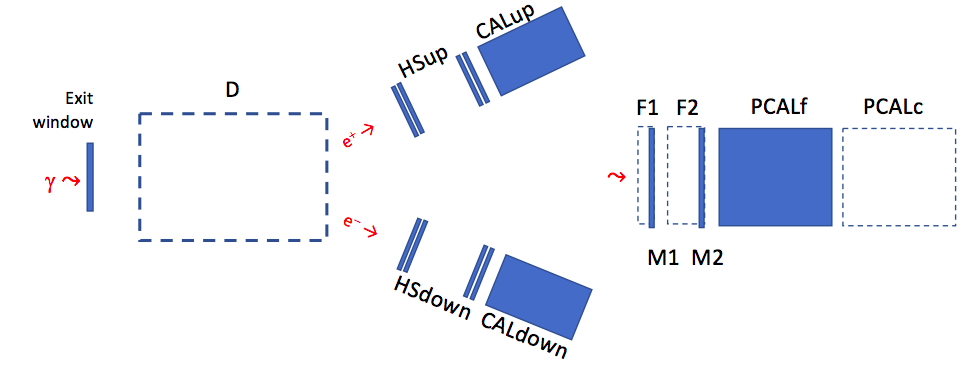 CALup
HSup
D
Exit
window
F1
F2
PCALf
PCALc
e⁺
γ
e⁻
M1
M2
HSdown
CALdown